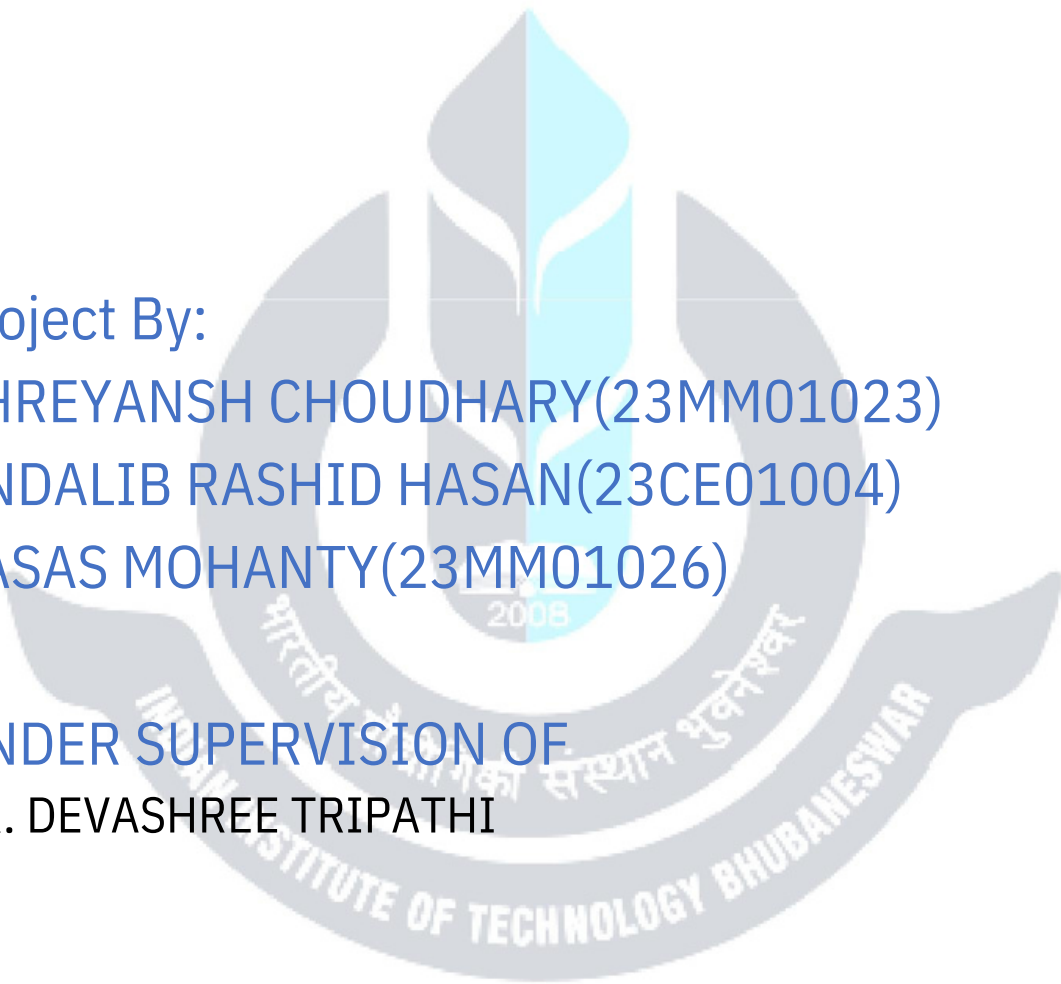 oject By:
HREYANSH CHOUDHARY(23MM01023)
NDALIB RASHID HASAN(23CE01004)
ASAS MOHANTY(23MM01026)
2008
NDER SUPERVISION OF
. DEVASHREE TRIPATHI
भारतीय प्रौद्योगिकी संस्थान भुवनेश्वर
INDIAN INSTITUTE OF TECHNOLOGY BHUBANESWAR